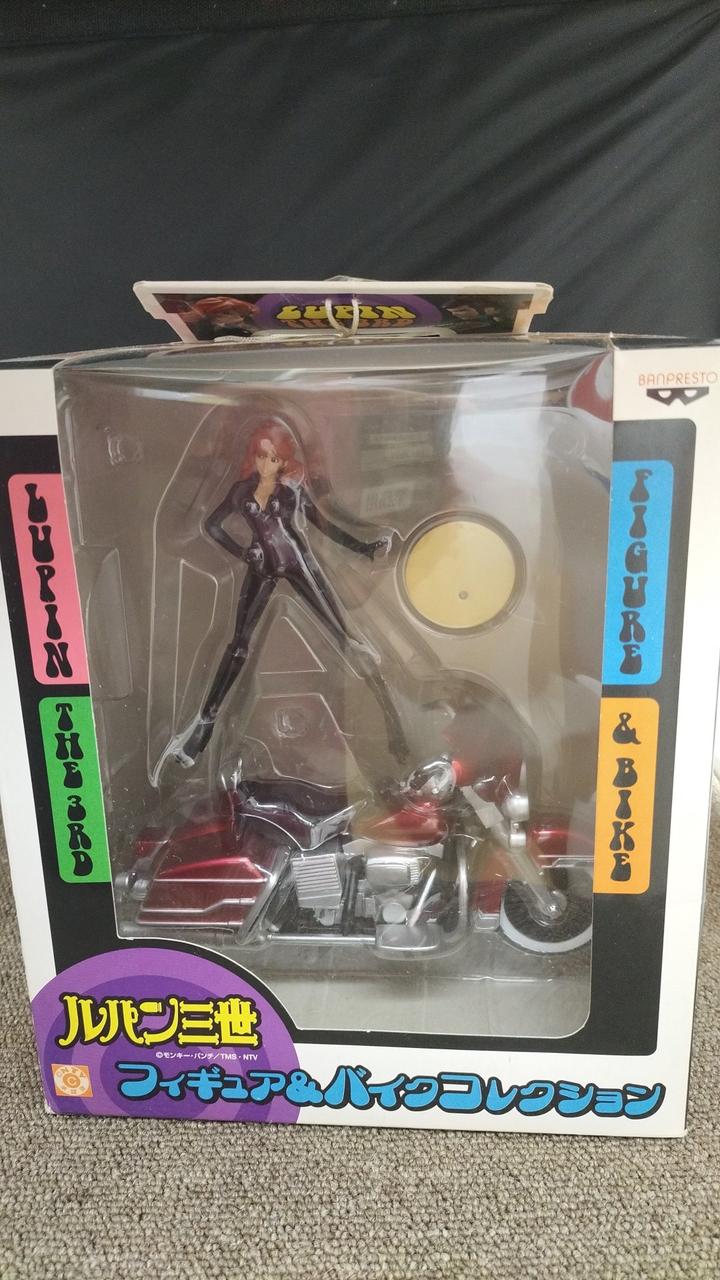 LUPIN
THE 3RD
BANPRESTO
LUPIN
THE 3RD
FIGURE
& BIKE
ルパン三世
©モンキー・パンチ/TMS・NTV
フィギュア&バイクコレクション